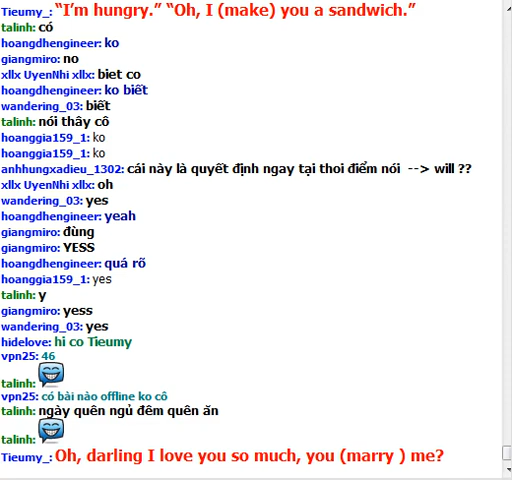 Tieumy_: “I’m hungry.” “Oh, I (make) you a sandwich.”
talinh: có
hoangdhengineer: ko
giangmiro: no
xllx UyenNhi xllx: biet co
hoangdhengineer: ko biết
wandering_03: biết
talinh: nói thây cô
hoanggia159_1: ko
hoanggia159_1: ko
anhhungxadieu_1302: cái này là quyết định ngay tại thoi điểm nói --> will ??
xllx UyenNhi xllx: oh
wandering_03: yes
hoangdhengineer: yeah
giangmiro: đùng
giangmiro: YESS
hoangdhengineer: quá rõ
hoanggia159_1: yes
talinh: y
giangmiro: yess
wandering_03: yes
hidelove: hi co Tieumy
vpn25: 46
talinh:
vpn25: có bài nào offline ko cô
talinh: ngày quên ngủ đêm quên ăn
talinh:
Tieumy_: Oh, darling I love you so much, you (marry ) me?